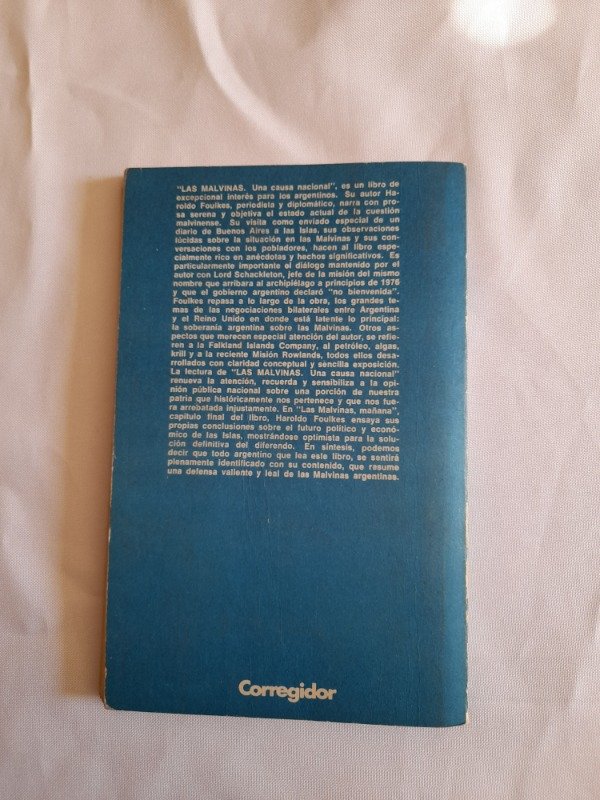 "LAS MALVINAS. Una causa nacional", es un libro de
excepcional interés para los argentinos. Su autor Ha-
roldo Foulkes, periodista y diplomático, narra con pro-
sa serena y objetiva el estado actual de la cuestión
malvinense. Su visita como enviado especial de un
diario de Buenos Aires a las Islas, sus observaciones
lúcidas sobre la situación en las Malvinas y sus con-
versaciones con los pobladores, hacen al libro espe-
cialmente rico en anécdotas y hechos significativos. Es
particularmente importante el diálogo mantenido por el
autor con Lord Schackleton, jefe de la misión del mismo
nombre que arribara al archipiélago a principios de 1976
y que el gobierno argentino declaró "no bienvenida".
Foulkes repasa a lo largo de la obra, los grandes te-
mas de las negociaciones bilaterales entre Argentina
y el Reino Unido en donde está latente lo principal:
la soberanía argentina sobre las Malvinas. Otros as-
pectos que merecen especial atención del autor, se refie-
ren a la Falkland Islands Company, al petróleo, algas,
krill y a la reciente Misión Rowlands, todos ellos desa-
rrollados con claridad conceptual y sencilla exposición.
La lectura de "LAS MALVINAS. Una causa nacional"
renueva la atención, recuerda y sensibiliza a la opi-
nión pública nacional sobre una porción de nuestra
patria que históricamente nos pertenece y que nos fue-
ra arrebatada injustamente. En "Las Malvinas, mañana",
capítulo final del libro, Haroldo Foulkes ensaya sus
propias conclusiones sobre el futuro político y econó-
mico de las Islas, mostrándose optimista para la solu-
ción definitiva del diferendo. En síntesis, podemos
decir que todo argentino que lea este libro, se sentirá
plenamente identificado con su contenido, que resume
una defensa valiente y leal de las Malvinas argentinas.
Corregidor